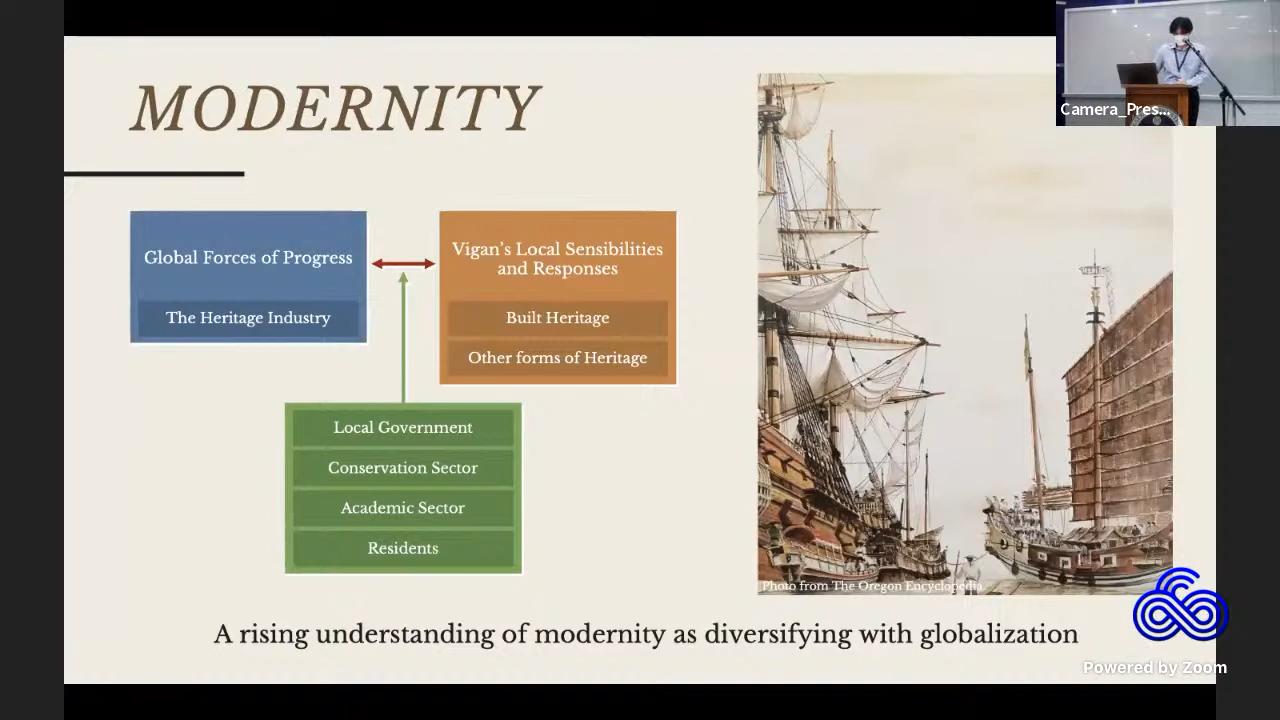 MODERNITY
Global Forces of Progress
The Heritage Industry
Vigan's Local Sensibilities
and Responses
Built Heritage
Other forms of Heritage
Local Government
Conservation Sector
Academic Sector
Residents
Photo from The Oregon Encyclopedia
A rising understanding of modernity as diversifying with globalization
Camera_Pres...
Powered by Zoom